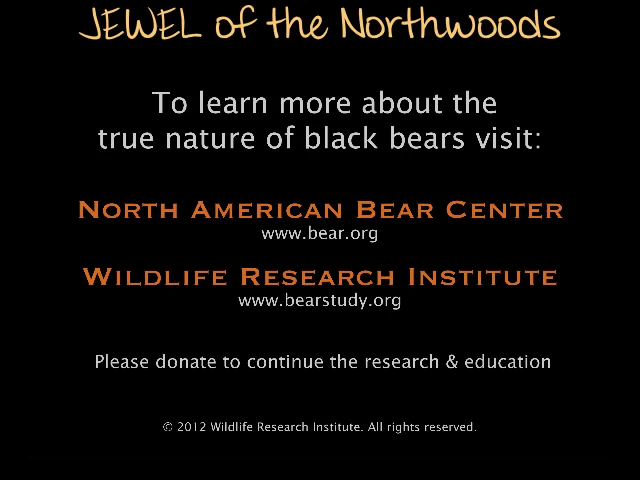 JEWEL of the Northwoods
To learn more about the
true nature of black bears visit:
North American Bear Center
www.bear.org
Wildlife Research Institute
www.bearstudy.org
Please donate to continue the research & education
© 2012 Wildlife Research Institute. All rights reserved.